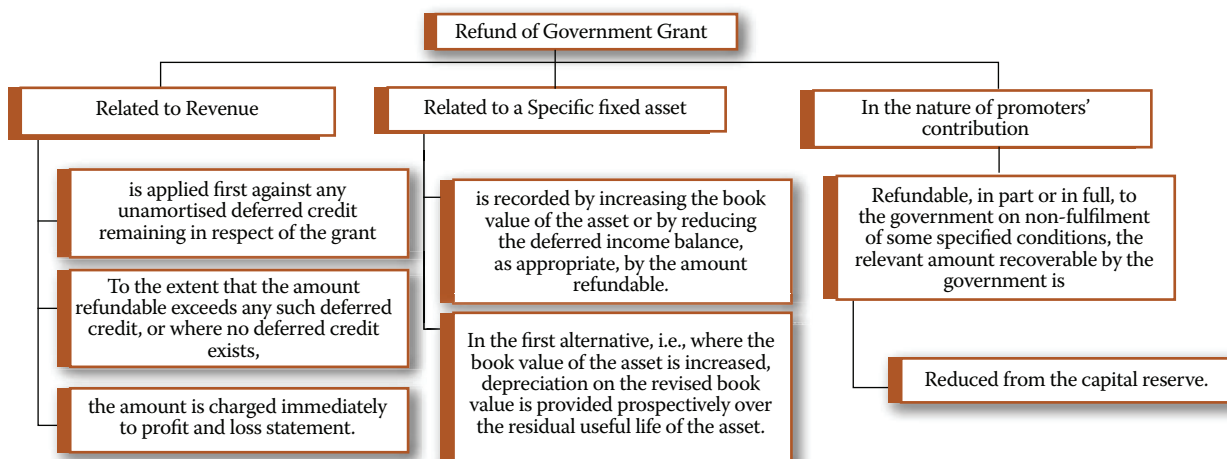 Refund of Government Grant
Related to Revenue
is applied first against any
unamortised deferred credit
remaining in respect of the grant
To the extent that the amount
refundable exceeds any such deferred
credit, or where no deferred credit
exists,
the amount is charged immediately
to profit and loss statement.
Related to a Specific fixed asset
is recorded by increasing the book
value of the asset or by reducing
the deferred income balance,
as appropriate, by the amount
refundable.
In the first alternative, i.e., where the
book value of the asset is increased,
depreciation on the revised book
value is provided prospectively over
the residual useful life of the asset.
In the nature of promoters’
contribution
Refundable, in part or in full, to
the government on non-fulfilment
of some specified conditions, the
relevant amount recoverable by the
government is
Reduced from the capital reserve.